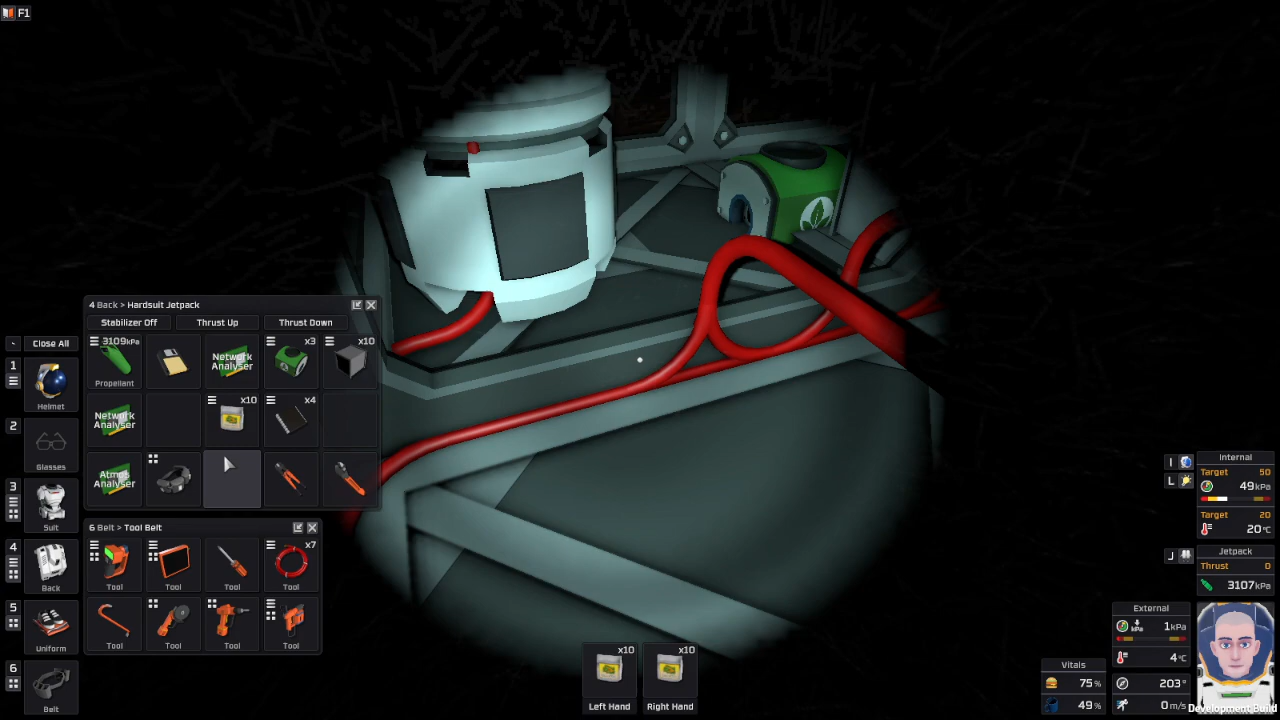 F1
4 Back > Hardsuit Jetpack
Stabilizer Off Thrust Up Thrust Down
3109kPa x3 x10
Propellant Network Analyser
Network Analyser x10 x4
Atmos Analyser
6 Belt > Tool Belt
x7
Tool Tool Tool Tool
Tool Tool Tool Tool
Close All
1
Helmet
2
Glasses
3
Suit
4
Back
5
Uniform
6
Belt
x10 x10
Left Hand Right Hand
I Internal
Target 50
L 49kPa
Target 20
20°C
J Jetpack
Thrust 0
3107kPa
External
kPa 1kPa
4°C
203°
0m/s
Vitals
75%
49%
Development Build